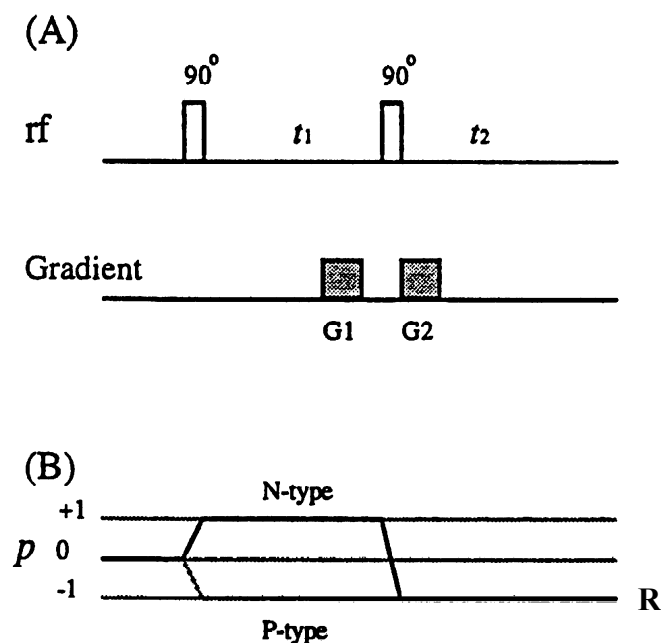 (A)
90° 90°
rf t1 t2
Gradient
G1 G2
(B)
N-type
+1
p 0
-1 R
P-type